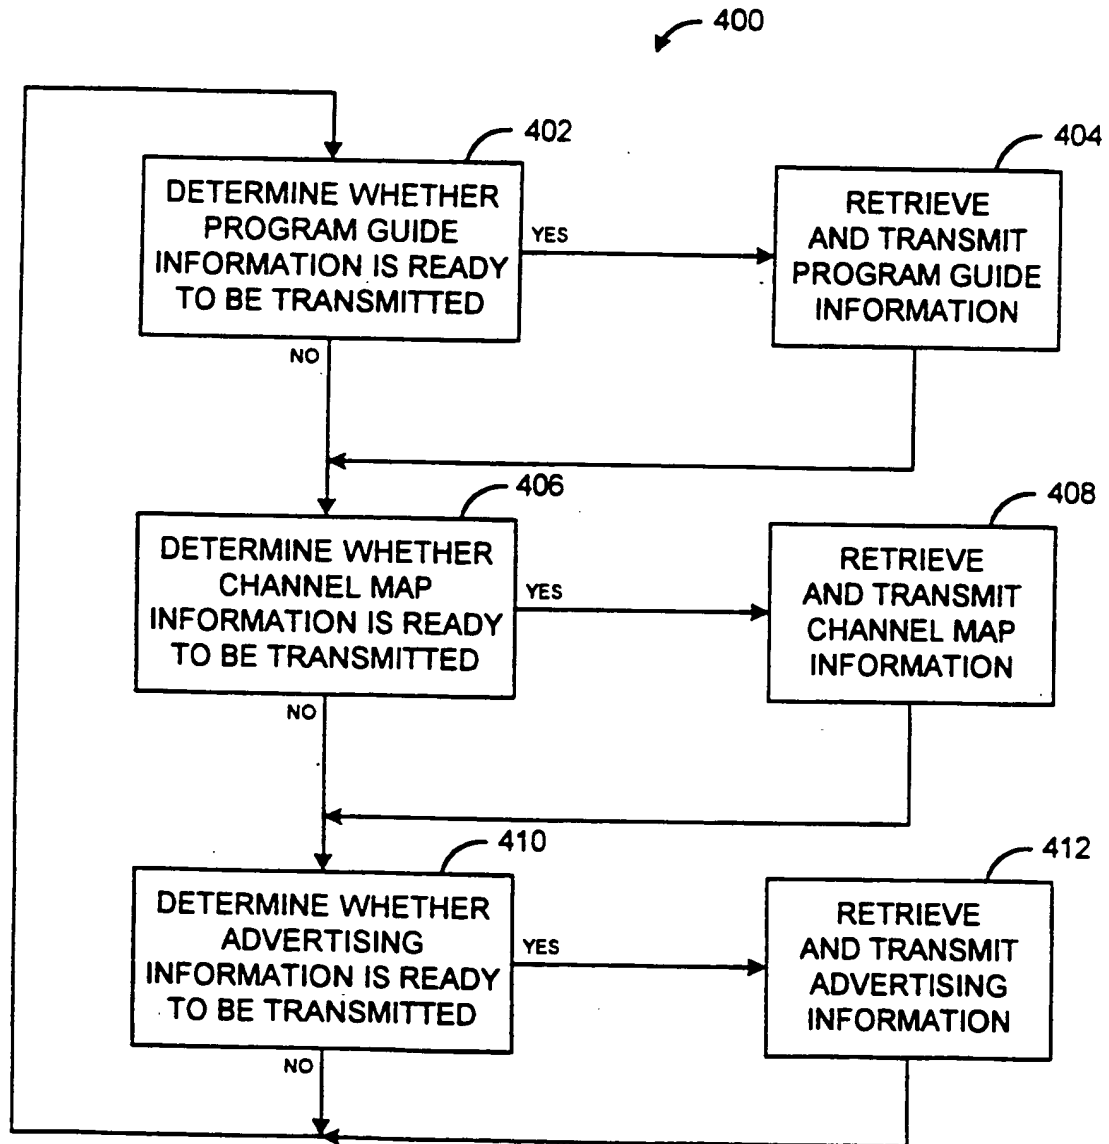 400
402
DETERMINE WHETHER
PROGRAM GUIDE
INFORMATION IS READY
TO BE TRANSMITTED
YES
404
RETRIEVE
AND TRANSMIT
PROGRAM GUIDE
INFORMATION
NO
406
DETERMINE WHETHER
CHANNEL MAP
INFORMATION IS READY
TO BE TRANSMITTED
YES
408
RETRIEVE
AND TRANSMIT
CHANNEL MAP
INFORMATION
NO
410
DETERMINE WHETHER
ADVERTISING
INFORMATION IS READY
TO BE TRANSMITTED
YES
412
RETRIEVE
AND TRANSMIT
ADVERTISING
INFORMATION
NO